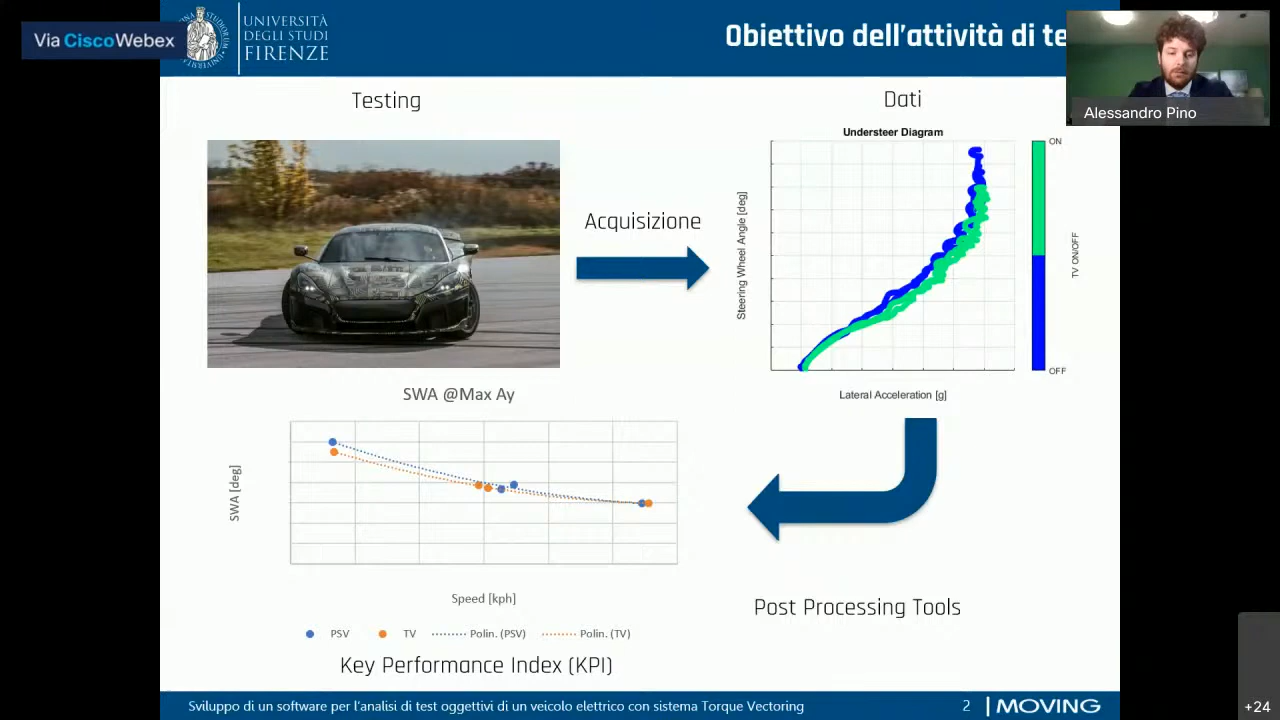 Via CiscoWebex
UNIVERSITÀ
DEGLI STUDI
FIRENZE
Obiettivo dell'attività di te
Alessandro Pino
Testing
Dati
Acquisizione
Understeer Diagram
Steering Wheel Angle [deg]
Lateral Acceleration [g]
ON
TV ON/OFF
OFF
SWA @Max Ay
SWA [deg]
Speed [kph]
PSV TV Polin. (PSV) Polin. (TV)
Key Performance Index (KPI)
Post Processing Tools
Sviluppo di un software per l'analisi di test oggettivi di un veicolo elettrico con sistema Torque Vectoring
2
MOVING
+24